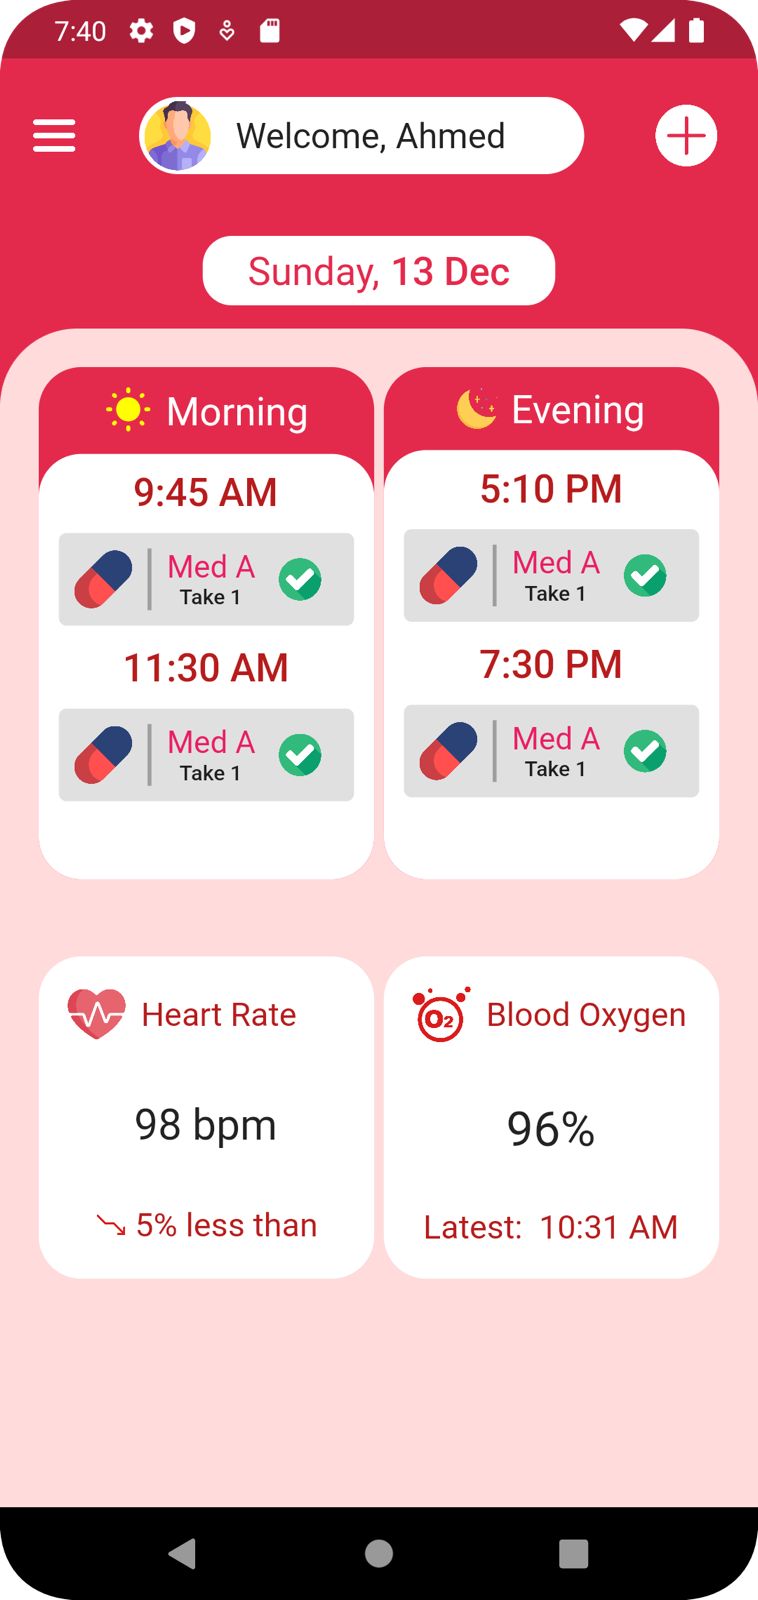 7:40
Welcome, Ahmed
Sunday, 13 Dec
Morning
9:45 AM
Med A
Take 1
11:30 AM
Med A
Take 1
Evening
5:10 PM
Med A
Take 1
7:30 PM
Med A
Take 1
Heart Rate
98 bpm
5% less than
O2
Blood Oxygen
96%
Latest: 10:31 AM